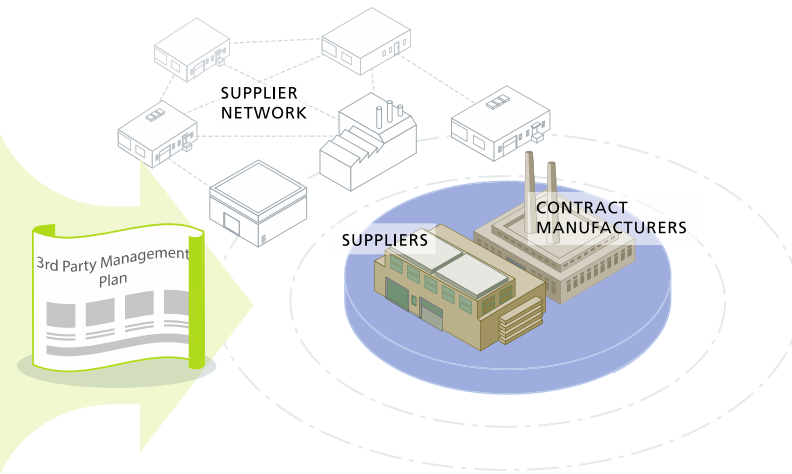 SUPPLIER
NETWORK
CONTRACT
MANUFACTURERS
SUPPLIERS
3rd Party Management
Plan